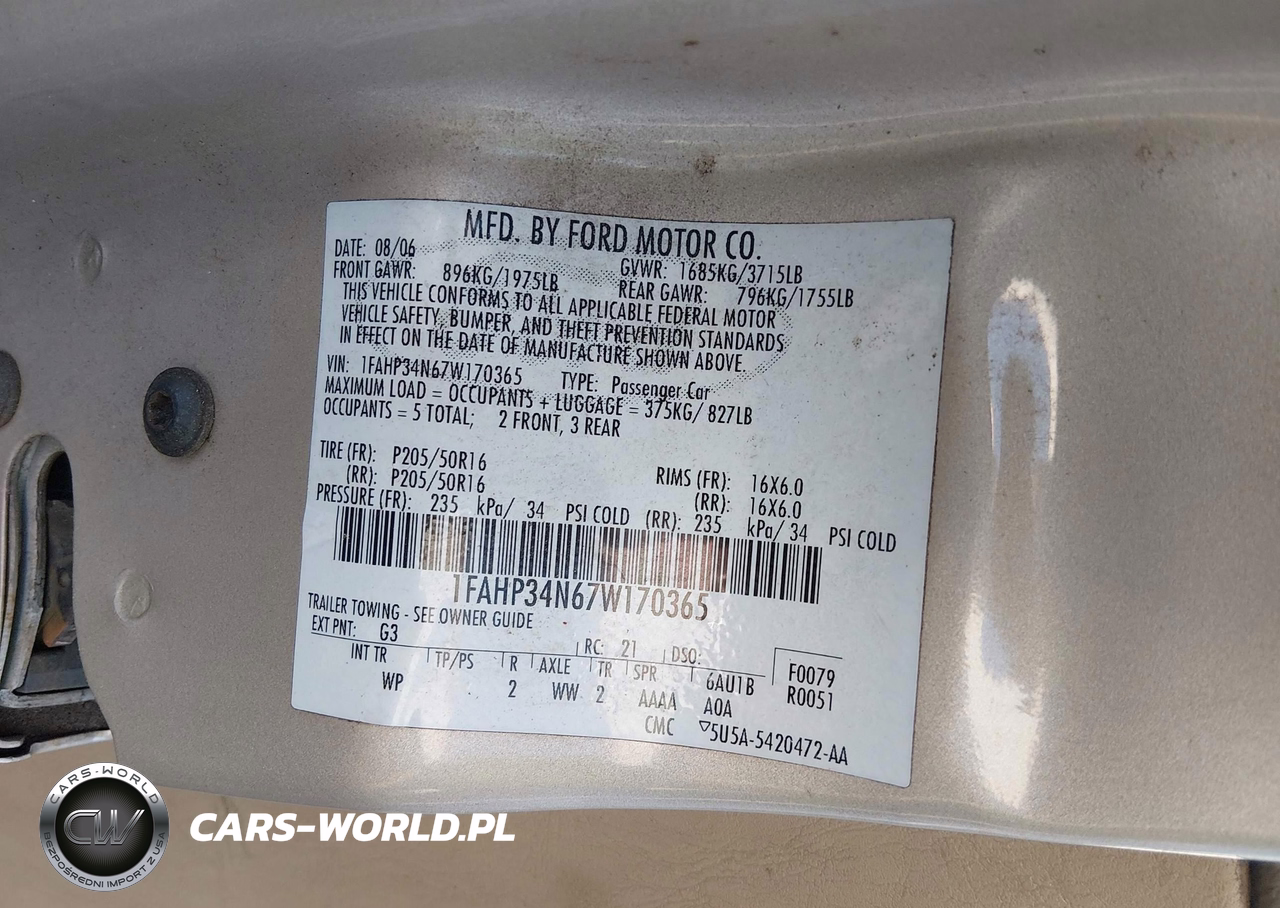 MFD. BY FORD MOTOR CO.
DATE: 08/06 GVWR: 1685KG/3715LB
FRONT GAWR: 896KG/1975LB REAR GAWR: 796KG/1755LB
THIS VEHICLE CONFORMS TO ALL APPLICABLE FEDERAL MOTOR
VEHICLE SAFETY, BUMPER, AND THEFT PREVENTION STANDARDS
IN EFFECT ON THE DATE OF MANUFACTURE SHOWN ABOVE.
VIN: 1FAHP34N67W170365 TYPE: Passenger Car
MAXIMUM LOAD = OCCUPANTS + LUGGAGE = 375KG/ 827LB
OCCUPANTS = 5 TOTAL; 2 FRONT, 3 REAR
TIRE (FR): P205/50R16 RIMS (FR): 16X6.0
(RR): P205/50R16 (RR): 16X6.0
PRESSURE (FR): 235 kPa/ 34 PSI COLD (RR): 235 kPa/ 34 PSI COLD
1FAHP34N67W170365
TRAILER TOWING - SEE OWNER GUIDE
EXT PNT: G3 RC: 21 DSO: F0079
INT TR TP/PS R AXLE TR SPR 6AU1B R0051
WP 2 WW 2 AAAA A0A
CMC ▽5U5A-5420472-AA
CARS-WORLD
CW
BEZPOŚREDNI IMPORT Z USA
CARS-WORLD.PL